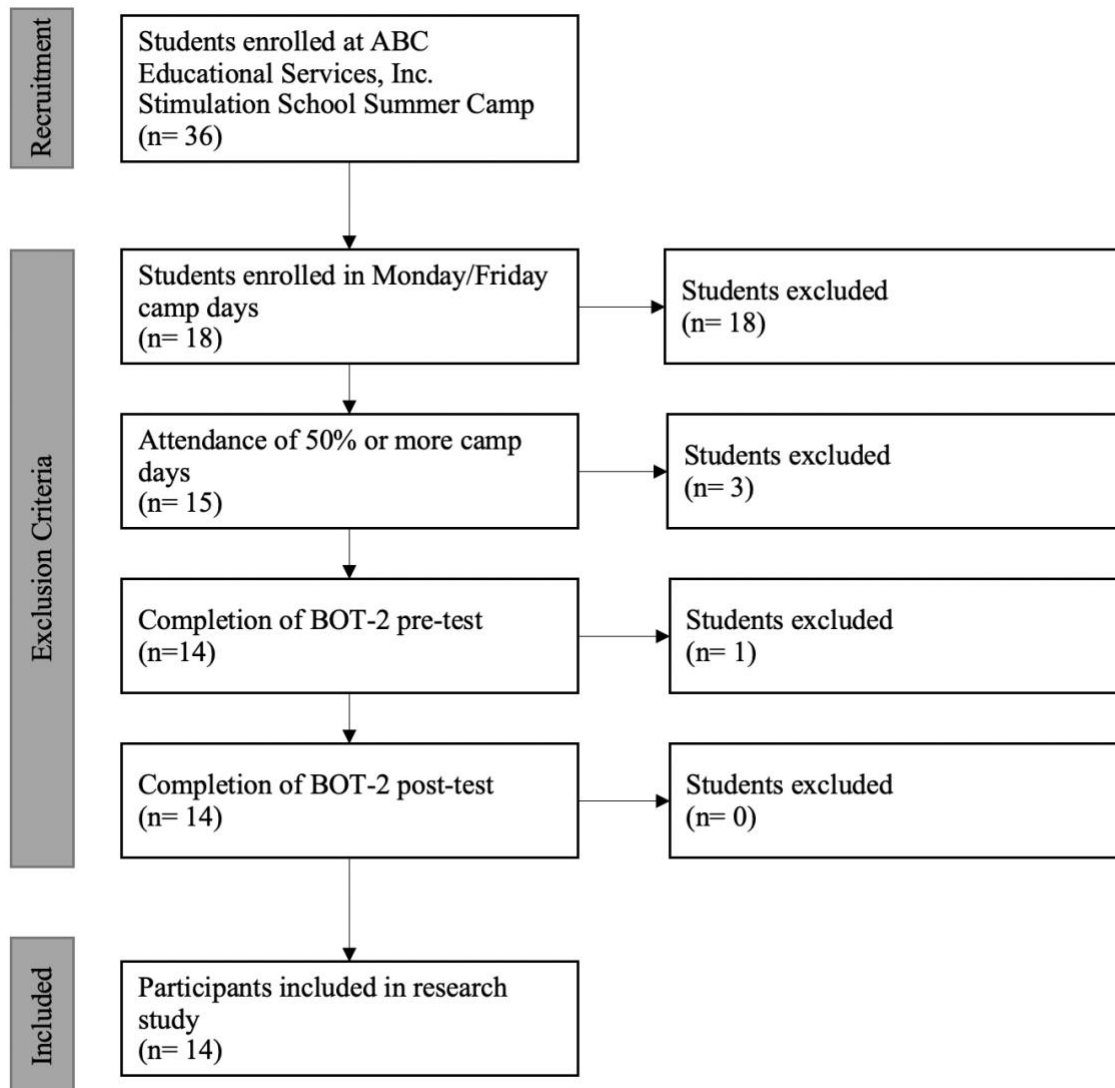 Recruitment
Students enrolled at ABC
Educational Services, Inc.
Stimulation School Summer Camp
(n= 36)
Exclusion Criteria
Students enrolled in Monday/Friday
camp days
(n= 18)
Students excluded
(n= 18)
Attendance of 50% or more camp
days
(n= 15)
Students excluded
(n= 3)
Completion of BOT-2 pre-test
(n=14)
Students excluded
(n= 1)
Completion of BOT-2 post-test
(n= 14)
Students excluded
(n= 0)
Included
Participants included in research
study
(n= 14)